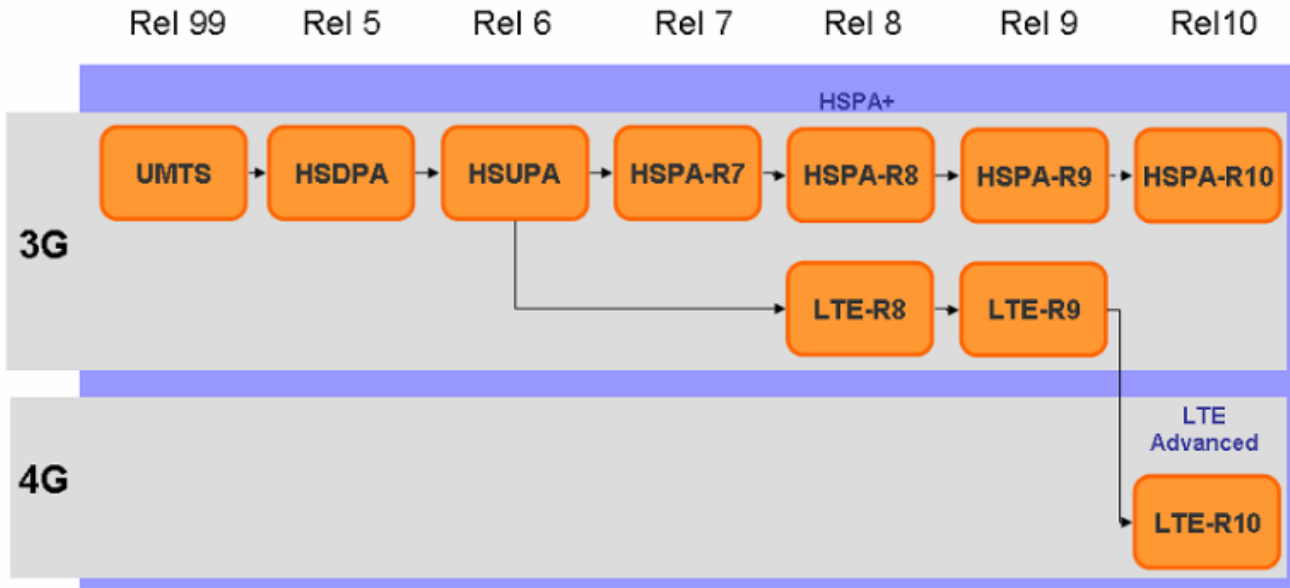 Rel 99 Rel 5 Rel 6 Rel 7 Rel 8 Rel 9 Rel10
HSPA+
UMTS HSDPA HSUPA HSPA-R7 HSPA-R8 HSPA-R9 HSPA-R10
3G
LTE-R8 LTE-R9
LTE
Advanced
4G
LTE-R10